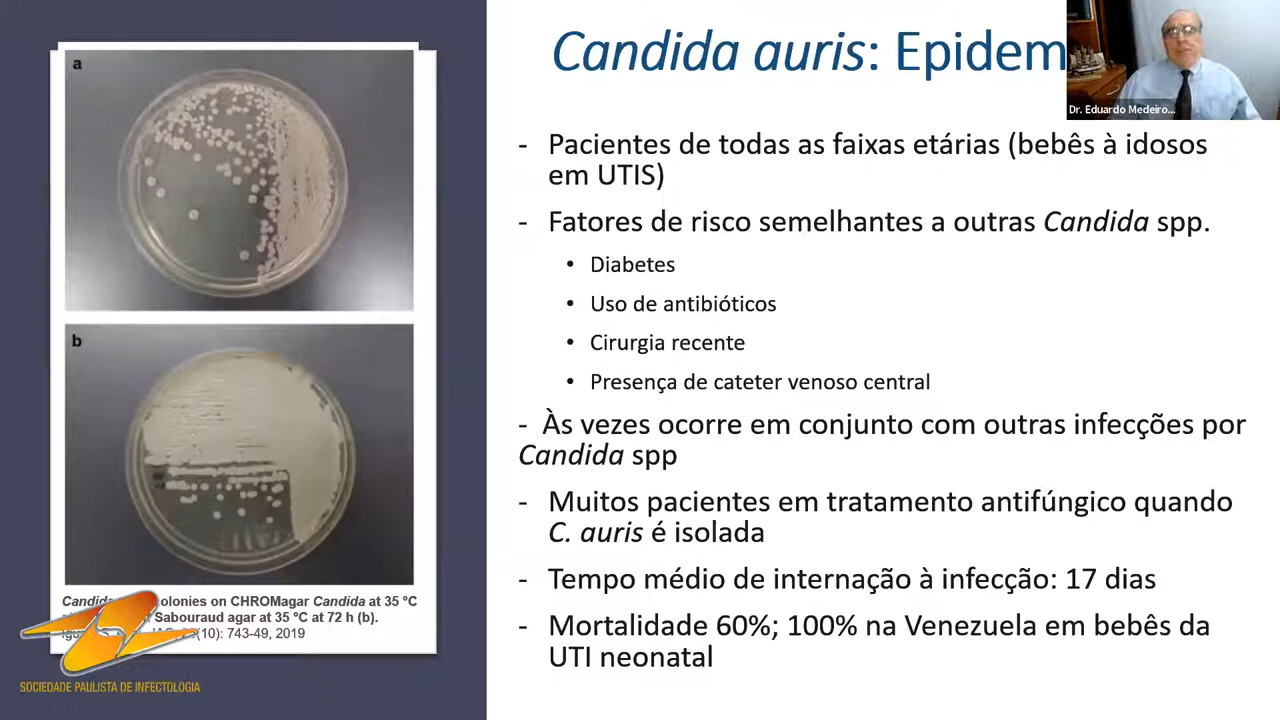 a
b
Candida
olonies on CHROMagar Candida at 35 ºC
Sabouraud agar at 35 ºC at 72 h (b).
(10): 743-49, 2019
SOCIEDADE PAULISTA DE INFECTOLOGIA
Candida auris: Epidem
Dr. Eduardo Medeiro...
- Pacientes de todas as faixas etárias (bebês à idosos
em UTIS)
- Fatores de risco semelhantes a outras Candida spp.
• Diabetes
• Uso de antibióticos
• Cirurgia recente
• Presença de cateter venoso central
- Às vezes ocorre em conjunto com outras infecções por
Candida spp
- Muitos pacientes em tratamento antifúngico quando
C. auris é isolada
- Tempo médio de internação à infecção: 17 dias
- Mortalidade 60%; 100% na Venezuela em bebês da
UTI neonatal